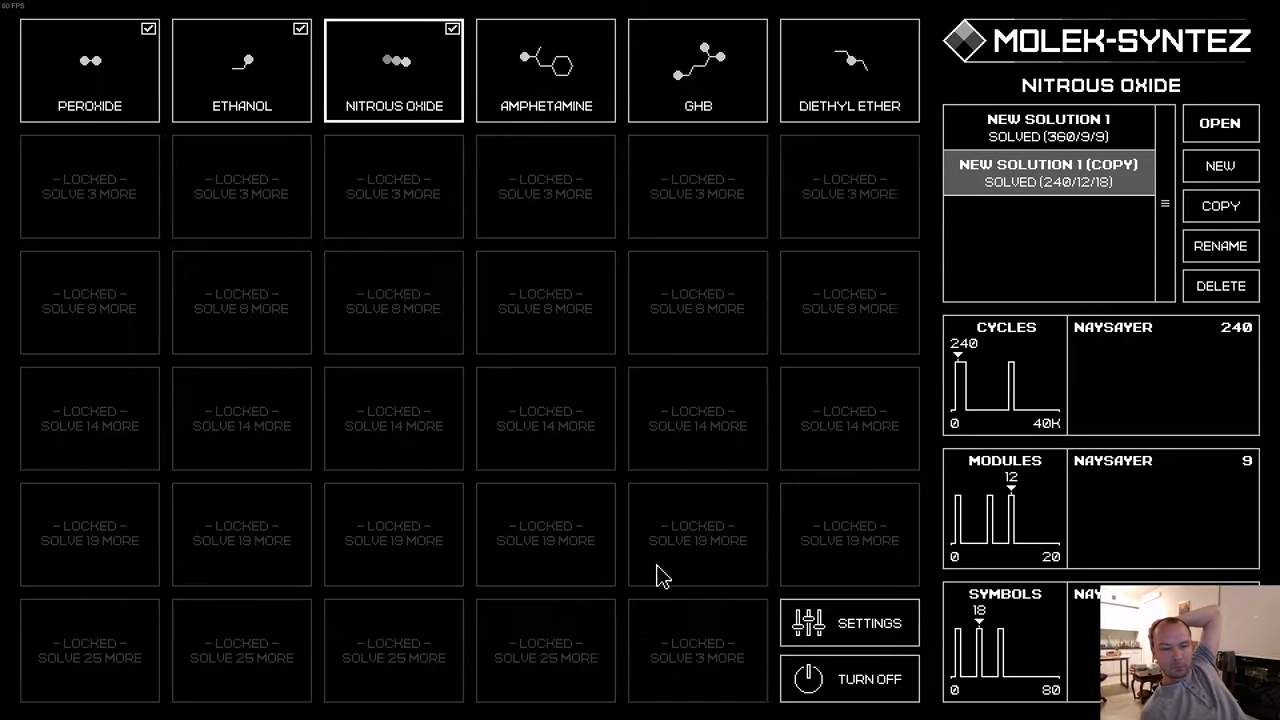 60 FPS
PEROXIDE
ETHANOL
NITROUS OXIDE
AMPHETAMINE
GHB
DIETHYL ETHER
- LOCKED -
SOLVE 3 MORE
- LOCKED -
SOLVE 3 MORE
- LOCKED -
SOLVE 3 MORE
- LOCKED -
SOLVE 3 MORE
- LOCKED -
SOLVE 3 MORE
- LOCKED -
SOLVE 3 MORE
- LOCKED -
SOLVE 8 MORE
- LOCKED -
SOLVE 8 MORE
- LOCKED -
SOLVE 8 MORE
- LOCKED -
SOLVE 8 MORE
- LOCKED -
SOLVE 8 MORE
- LOCKED -
SOLVE 8 MORE
- LOCKED -
SOLVE 14 MORE
- LOCKED -
SOLVE 14 MORE
- LOCKED -
SOLVE 14 MORE
- LOCKED -
SOLVE 14 MORE
- LOCKED -
SOLVE 14 MORE
- LOCKED -
SOLVE 14 MORE
- LOCKED -
SOLVE 19 MORE
- LOCKED -
SOLVE 19 MORE
- LOCKED -
SOLVE 19 MORE
- LOCKED -
SOLVE 19 MORE
- LOCKED -
SOLVE 19 MORE
- LOCKED -
SOLVE 19 MORE
- LOCKED -
SOLVE 25 MORE
- LOCKED -
SOLVE 25 MORE
- LOCKED -
SOLVE 25 MORE
- LOCKED -
SOLVE 25 MORE
- LOCKED -
SOLVE 3 MORE
SETTINGS
TURN OFF
MOLEK-SYNTEZ
NITROUS OXIDE
NEW SOLUTION 1
SOLVED (360/9/9)
NEW SOLUTION 1 (COPY)
SOLVED (240/12/18)
OPEN
NEW
COPY
RENAME
DELETE
CYCLES
240
0 40K
NAYSAYER 240
MODULES
12
0 20
NAYSAYER 9
SYMBOLS
18
0 80